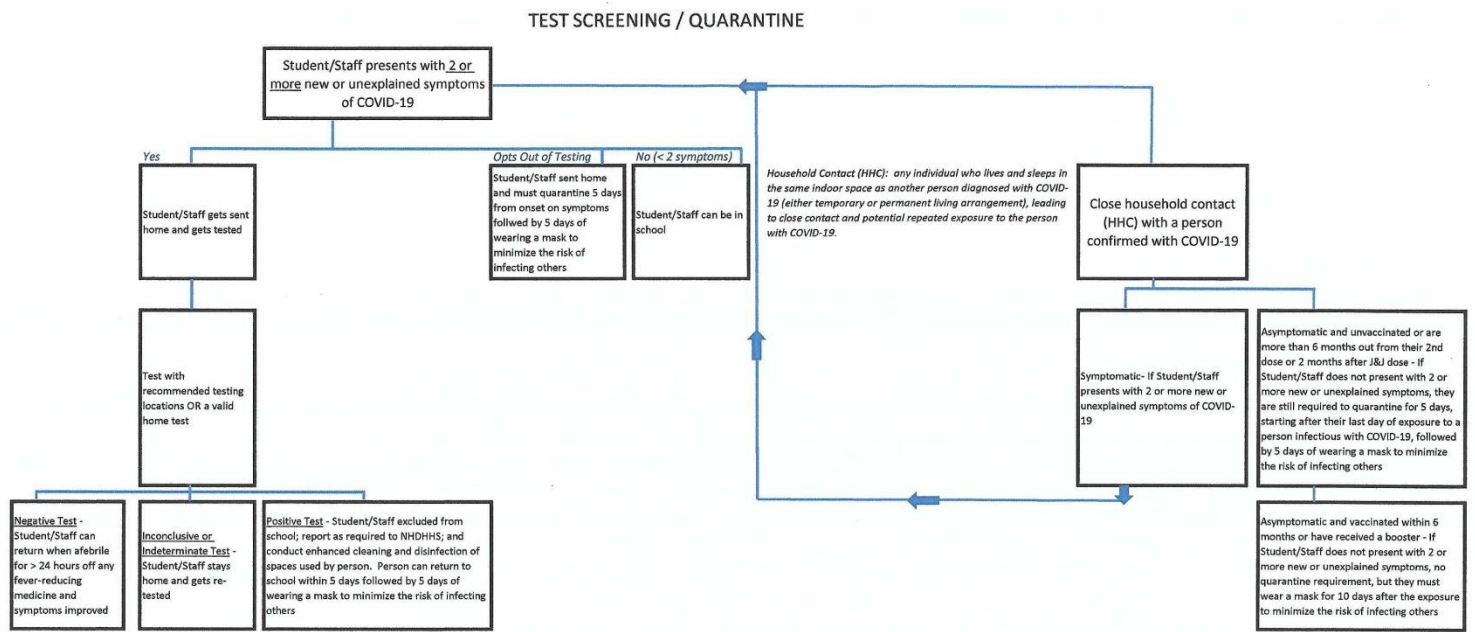 TEST SCREENING / QUARANTINE
Student/Staff presents with 2 or
more new or unexplained symptoms
of COVID-19
Yes
Opts Out of Testing
No (< 2 symptoms)
Student/Staff gets sent
home and gets tested
Student/Staff sent home
and must quarantine 5 days
from onset on symptoms
follwed by 5 days of
wearing a mask to
minimize the risk of
infecting others
Student/Staff can be in
school
Household Contact (HHC): any individual who lives and sleeps in
the same indoor space as another person diagnosed with COVID-
19 (either temporary or permanent living arrangement), leading
to close contact and potential repeated exposure to the person
with COVID-19.
Close household contact
(HHC) with a person
confirmed with COVID-19
Test with
recommended testing
locations OR a valid
home test
Symptomatic- If Student/Staff
presents with 2 or more new or
unexplained symptoms of COVID-
19
Asymptomatic and unvaccinated or are
more than 6 months out from their 2nd
dose or 2 months after J&J dose - If
Student/Staff does not present with 2 or
more new or unexplained symptoms, they
are still required to quarantine for 5 days,
starting after their last day of exposure to a
person infectious with COVID-19, followed
by 5 days of wearing a mask to minimize
the risk of infecting others
Negative Test -
Student/Staff can
return when afebrile
for > 24 hours off any
fever-reducing
medicine and
symptoms improved
Inconclusive or
Indeterminate Test -
Student/Staff stays
home and gets re-
tested
Positive Test - Student/Staff excluded from
school; report as required to NHDHHS; and
conduct enhanced cleaning and disinfection of
spaces used by person. Person can return to
school within 5 days followed by 5 days of
wearing a mask to minimize the risk of infecting
others
Asymptomatic and vaccinated within 6
months or have received a booster - If
Student/Staff does not present with 2 or
more new or unexplained symptoms, no
quarantine requirement, but they must
wear a mask for 10 days after the exposure
to minimize the risk of infecting others